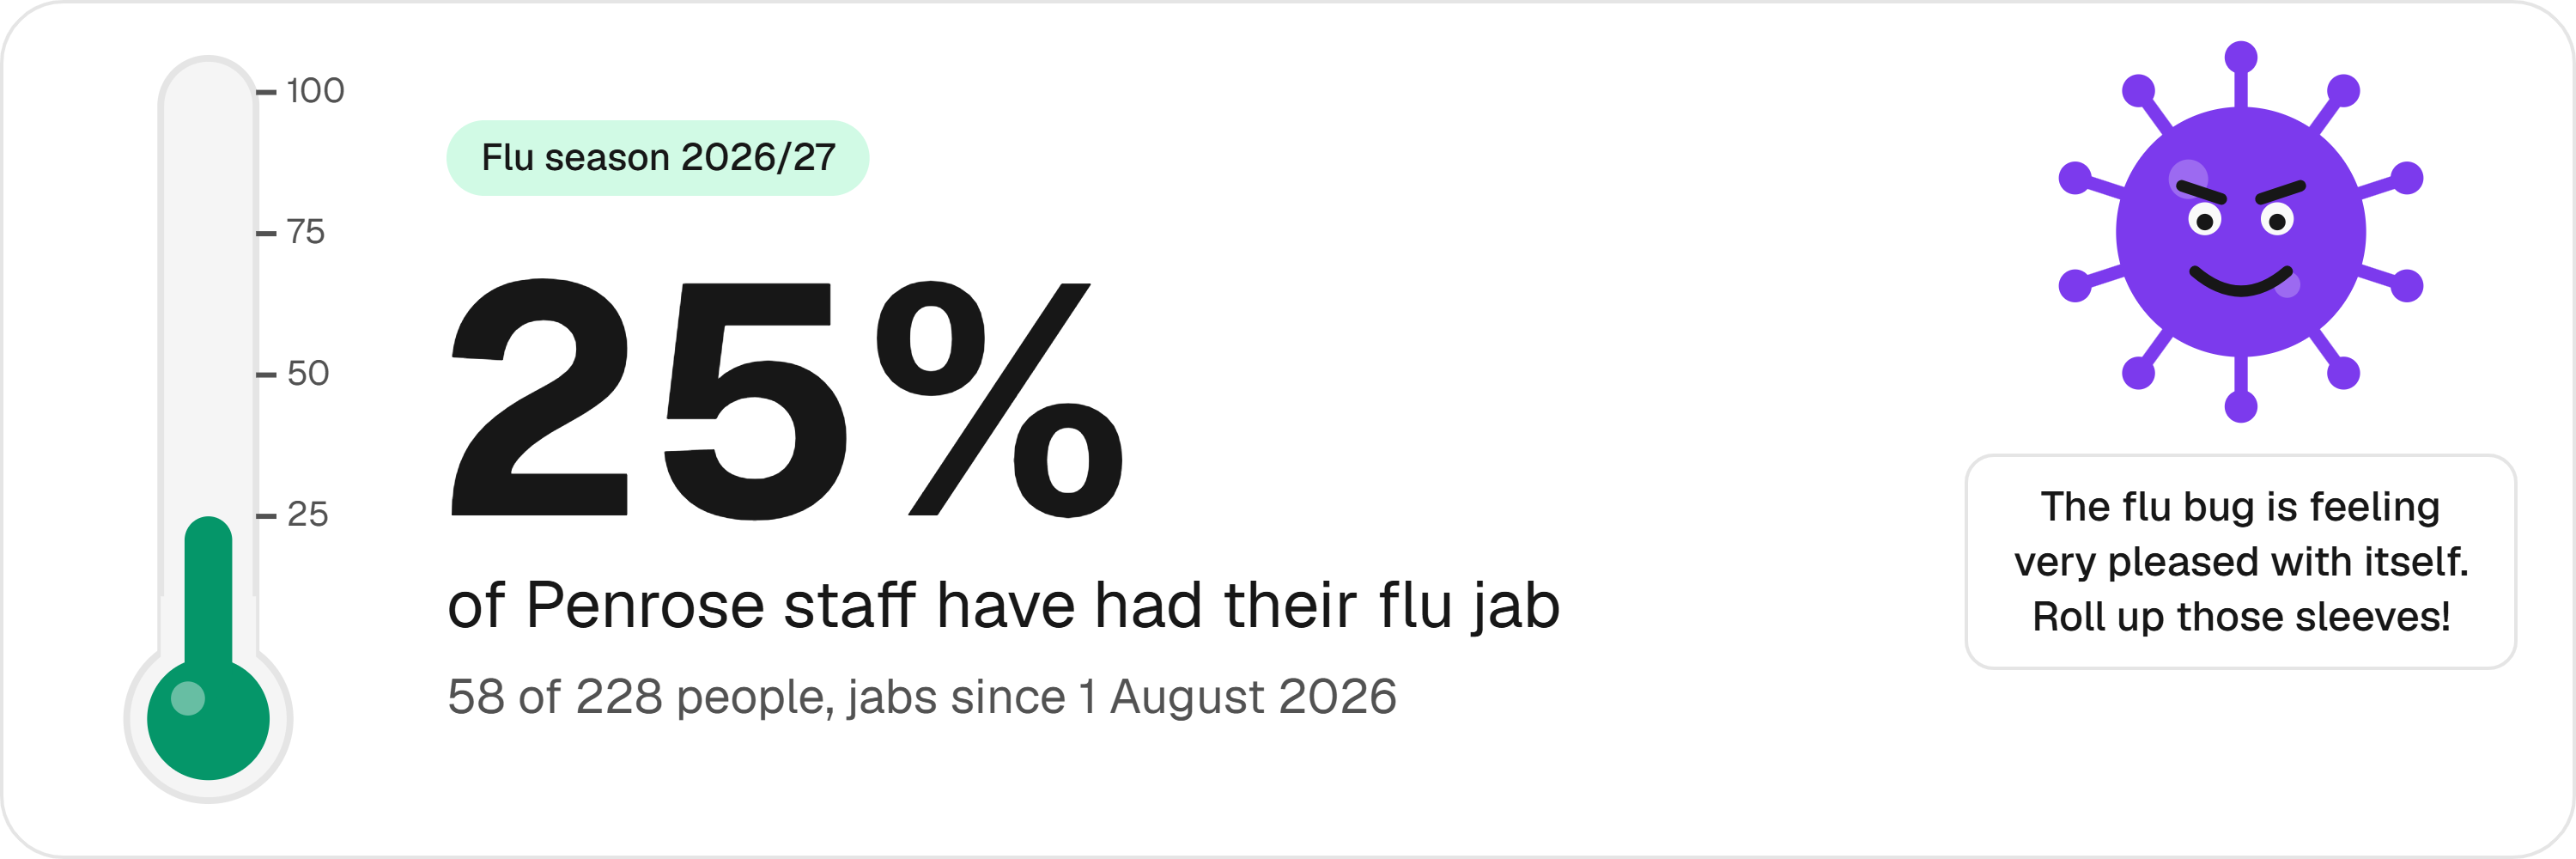 100
75
50
25
Flu season 2026/27
25%
of Penrose staff have had their flu jab
58 of 228 people, jabs since 1 August 2026
The flu bug is feeling
very pleased with itself.
Roll up those sleeves!